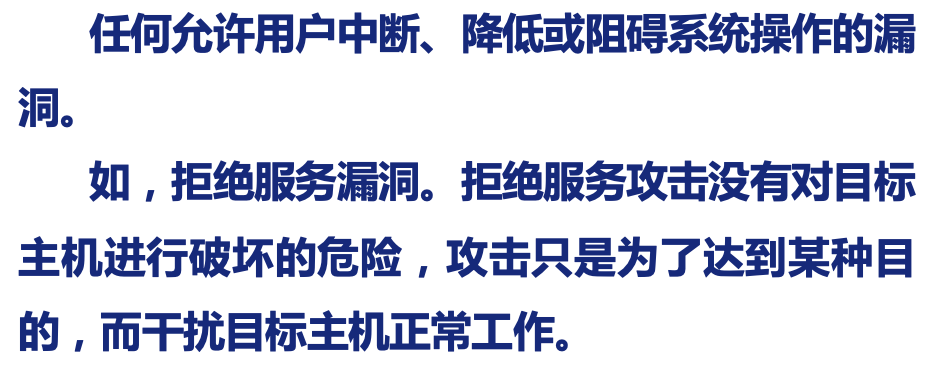 任何允许用户中断、降低或阻碍系统操作的漏
洞。
如，拒绝服务漏洞。拒绝服务攻击没有对目标
主机进行破坏的危险，攻击只是为了达到某种目
的，而干扰目标主机正常工作。